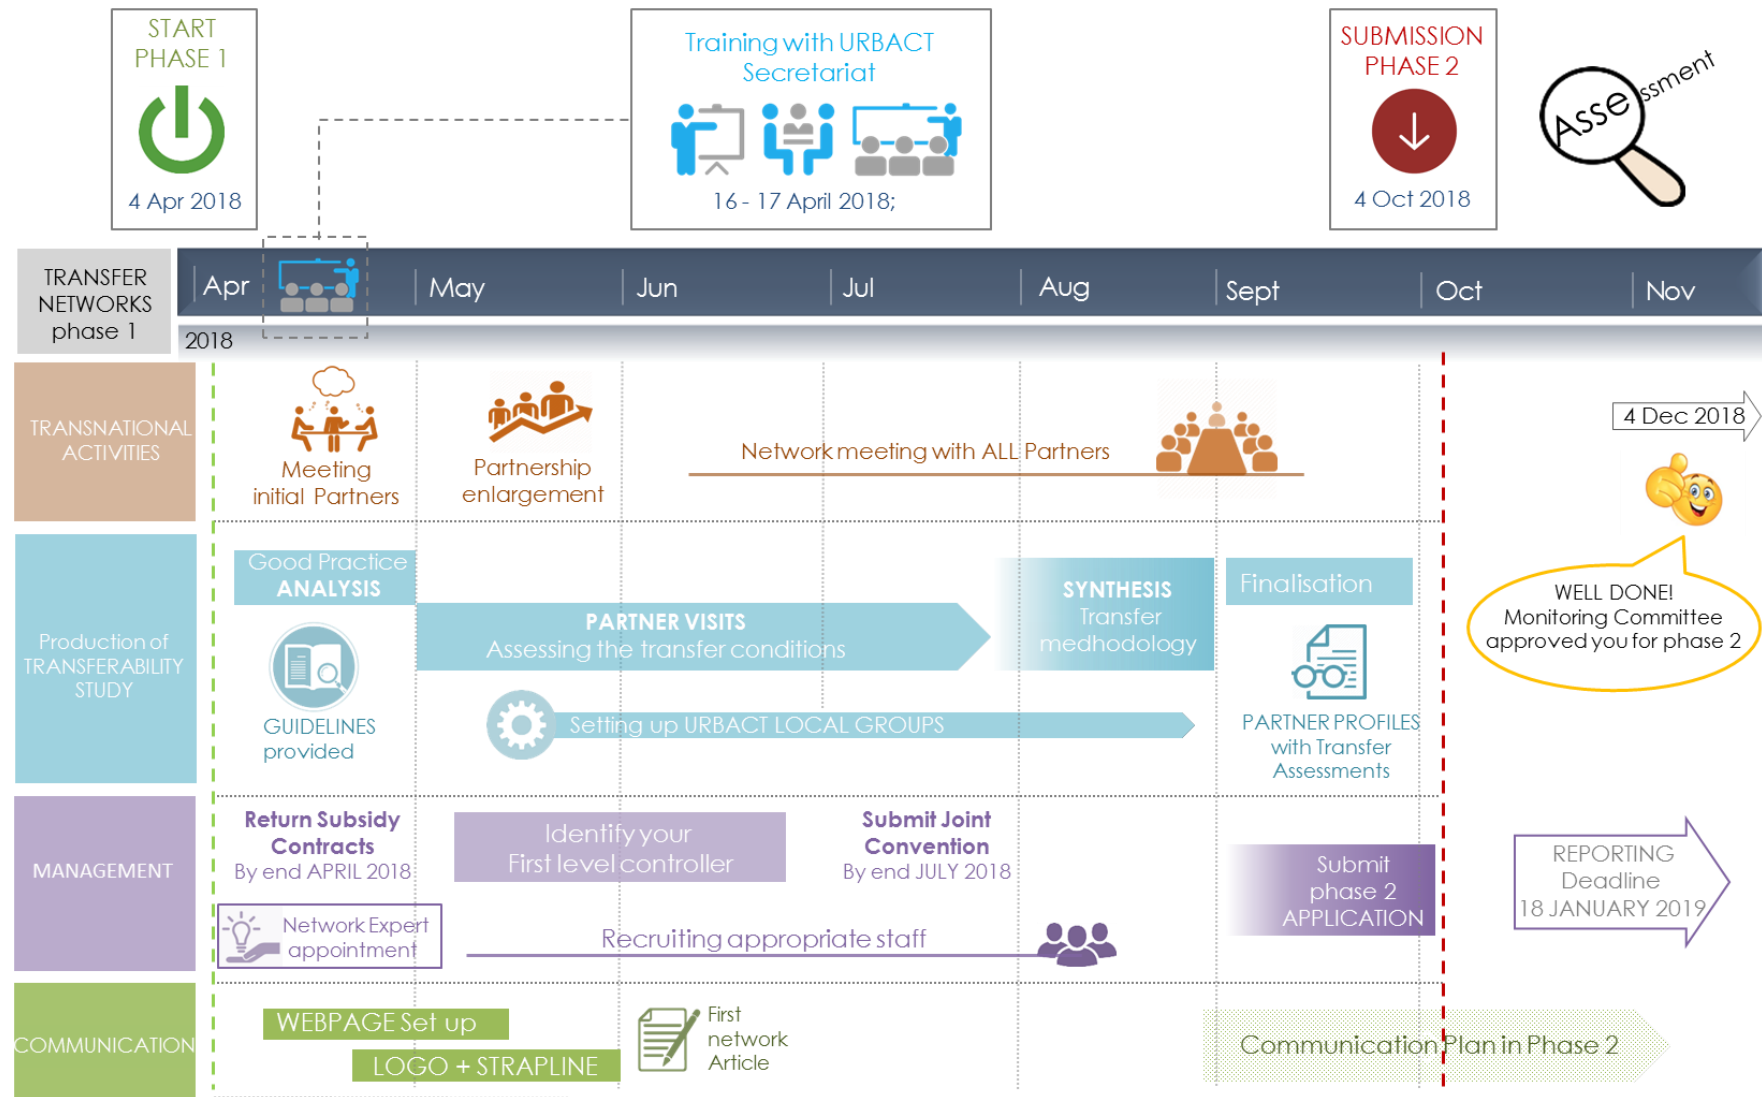 START
PHASE 1
4 Apr 2018
Training with URBACT
Secretariat
16 - 17 April 2018;
SUBMISSION
PHASE 2
4 Oct 2018
Assessment
TRANSFER
NETWORKS
phase 1
Apr
May
Jun
Jul
Aug
Sept
Oct
Nov
2018
TRANSNATIONAL
ACTIVITIES
Meeting
initial Partners
Partnership
enlargement
Network meeting with ALL Partners
4 Dec 2018
WELL DONE!
Monitoring Committee
approved you for phase 2
Production of
TRANSFERABILITY
STUDY
Good Practice
ANALYSIS
GUIDELINES
provided
PARTNER VISITS
Assessing the transfer conditions
Setting up URBACT LOCAL GROUPS
SYNTHESIS
Transfer
medhodology
Finalisation
PARTNER PROFILES
with Transfer
Assessments
MANAGEMENT
Return Subsidy
Contracts
By end APRIL 2018
Identify your
First level controller
Submit Joint
Convention
By end JULY 2018
Submit
phase 2
APPLICATION
REPORTING
Deadline
18 JANUARY 2019
Network Expert
appointment
Recruiting appropriate staff
COMMUNICATION
WEBPAGE Set up
LOGO + STRAPLINE
First
network
Article
Communication Plan in Phase 2